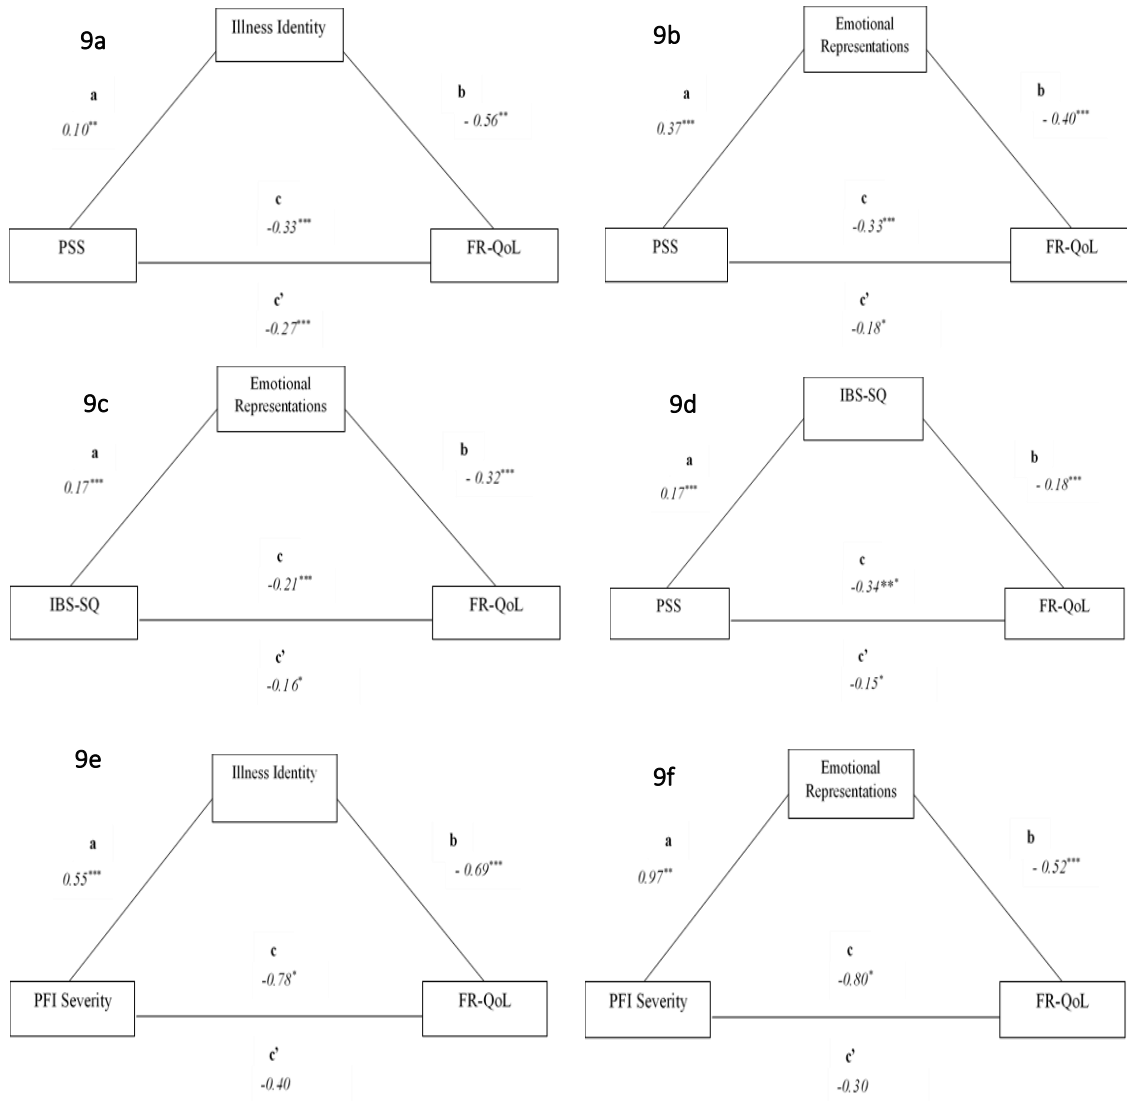 9a
Illness Identity
a
0.10**
b
- 0.56**
c
-0.33***
PSS
FR-QoL
c'
-0.27***
9b
Emotional
Representations
a
0.37***
b
- 0.40***
c
-0.33***
PSS
FR-QoL
c'
-0.18*
9c
Emotional
Representations
a
0.17***
b
- 0.32***
c
-0.21***
IBS-SQ
FR-QoL
c'
-0.16*
9d
IBS-SQ
a
0.17***
b
- 0.18***
c
-0.34***
PSS
FR-QoL
c'
-0.15*
9e
Illness Identity
a
0.55***
b
- 0.69***
c
-0.78*
PFI Severity
FR-QoL
c'
-0.40
9f
Emotional
Representations
a
0.97**
b
- 0.52***
c
-0.80*
PFI Severity
FR-QoL
c'
-0.30